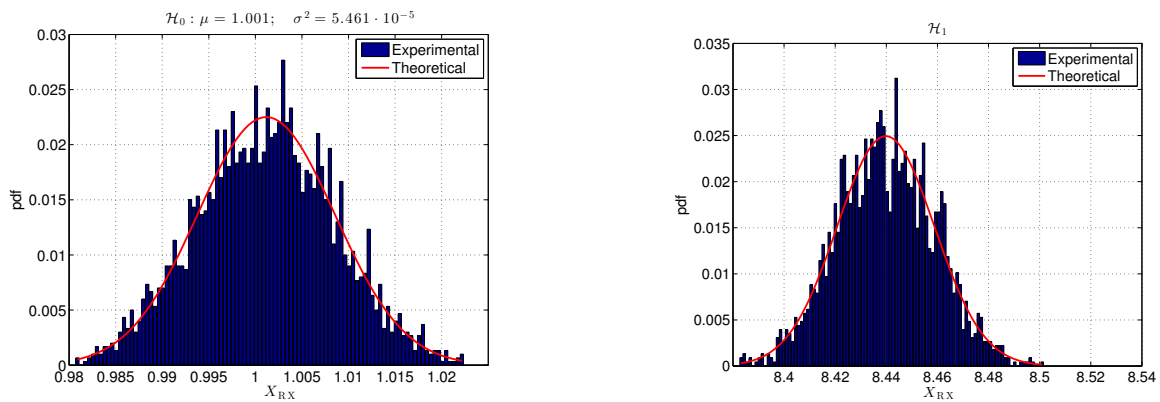 H₀ : μ = 1.001; σ² = 5.461 · 10⁻⁵
0.03
0.025
0.02
0.015
0.01
0.005
0
pdf
Experimental
Theoretical
0.98 0.985 0.99 0.995 1 1.005 1.01 1.015 1.02
X_RX
H₁
0.035
0.03
0.025
0.02
0.015
0.01
0.005
0
pdf
Experimental
Theoretical
8.4 8.42 8.44 8.46 8.48 8.5 8.52 8.54
X_RX